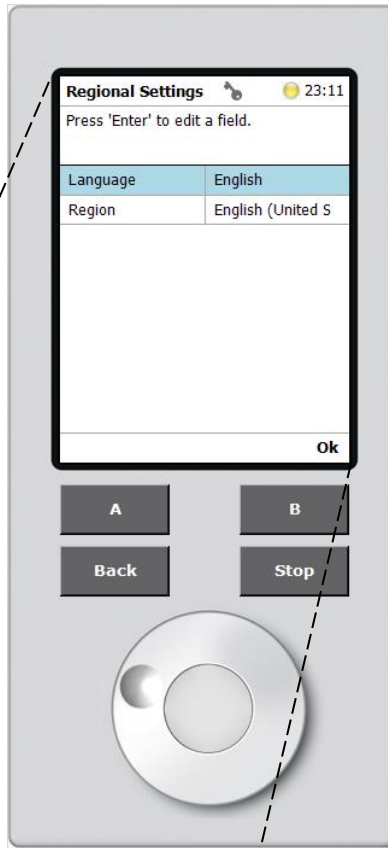 Regional Settings 23:11
Press 'Enter' to edit a field.
Language English
Region English (United S
Ok
A B
Back Stop